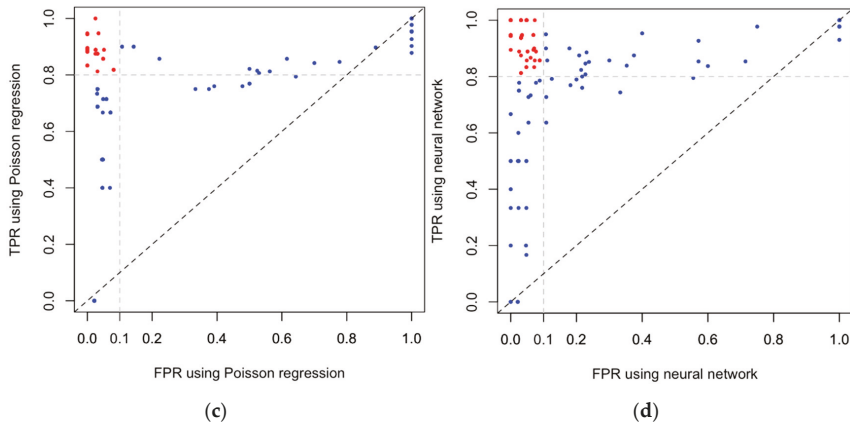 TPR using Poisson regression
1.0
0.8
0.6
0.4
0.2
0.0
0.0 0.1 0.2 0.4 0.6 0.8 1.0
FPR using Poisson regression
(c)
TPR using neural network
1.0
0.8
0.6
0.4
0.2
0.0
0.0 0.1 0.2 0.4 0.6 0.8 1.0
FPR using neural network
(d)